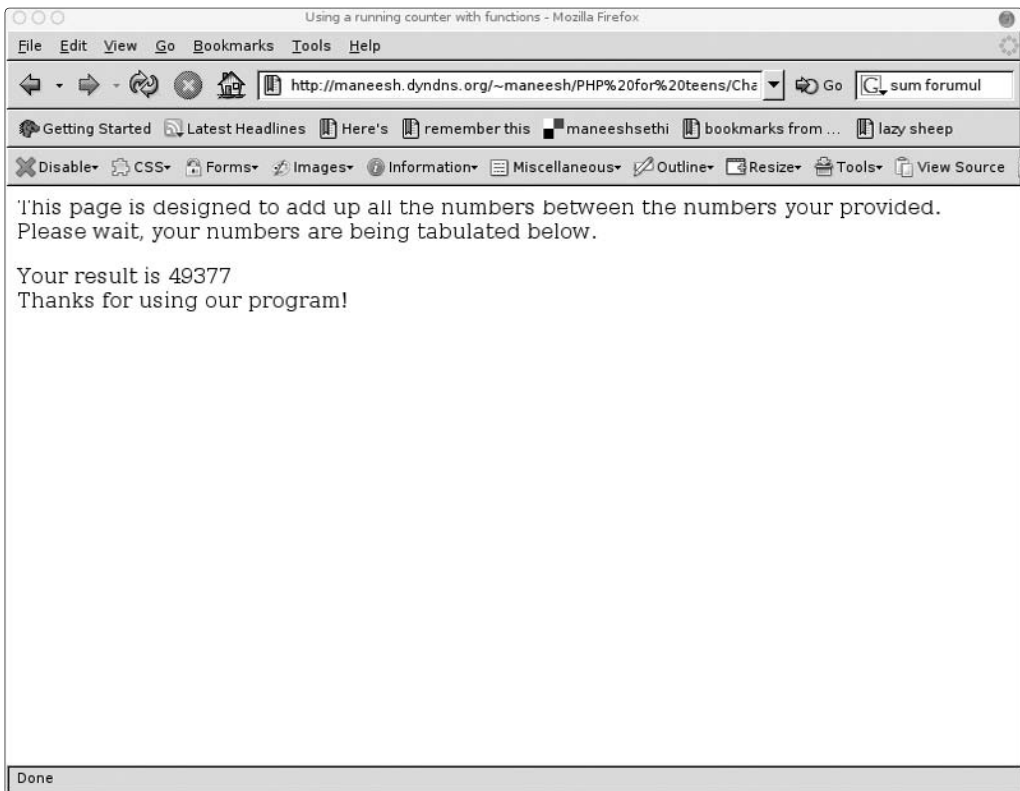 Using a running counter with functions - Mozilla Firefox
File Edit View Go Bookmarks Tools Help
http://maneesh.dyndns.org/~maneesh/PHP%20for%20teens/Cha Go G sum forumul
Getting Started Latest Headlines Here's remember this maneeshsethi bookmarks from ... lazy sheep
Disable CSS Forms Images Information Miscellaneous Outline Resize Tools View Source
This page is designed to add up all the numbers between the numbers your provided.
Please wait, your numbers are being tabulated below.
Your result is 49377
Thanks for using our program!
Done